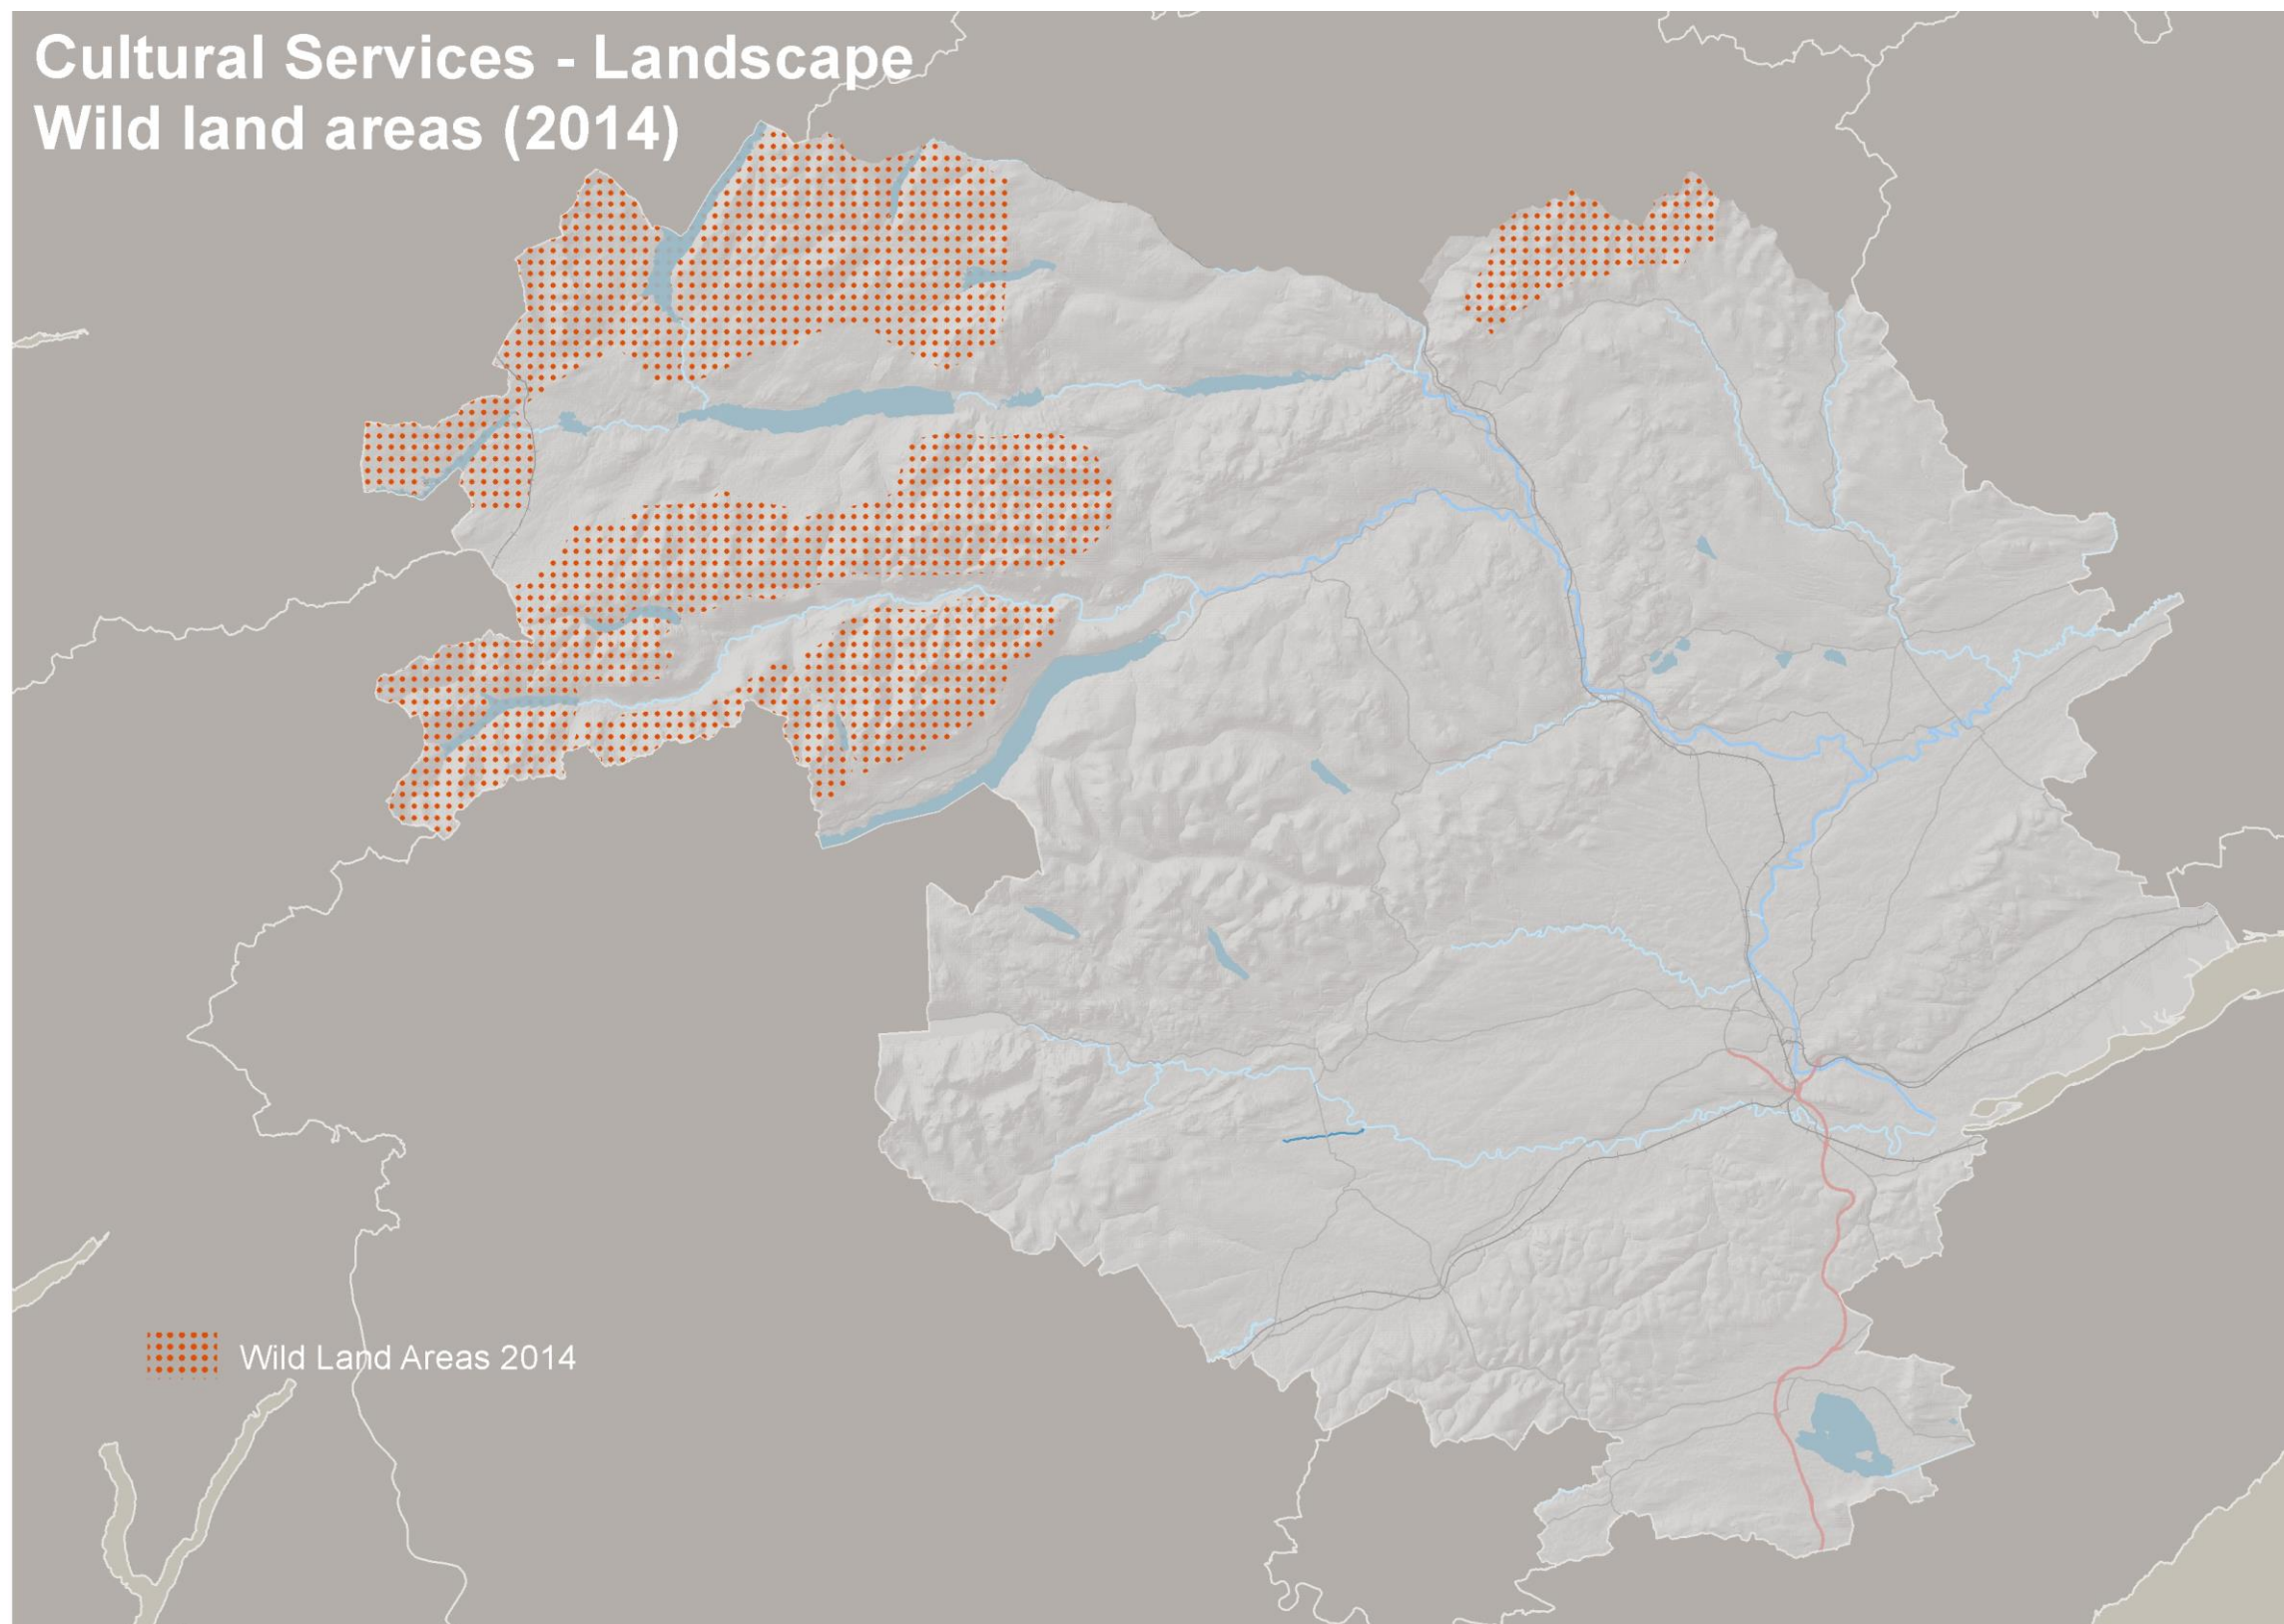 Cultural Services - Landscape
Wild land areas (2014)
Wild Land Areas 2014